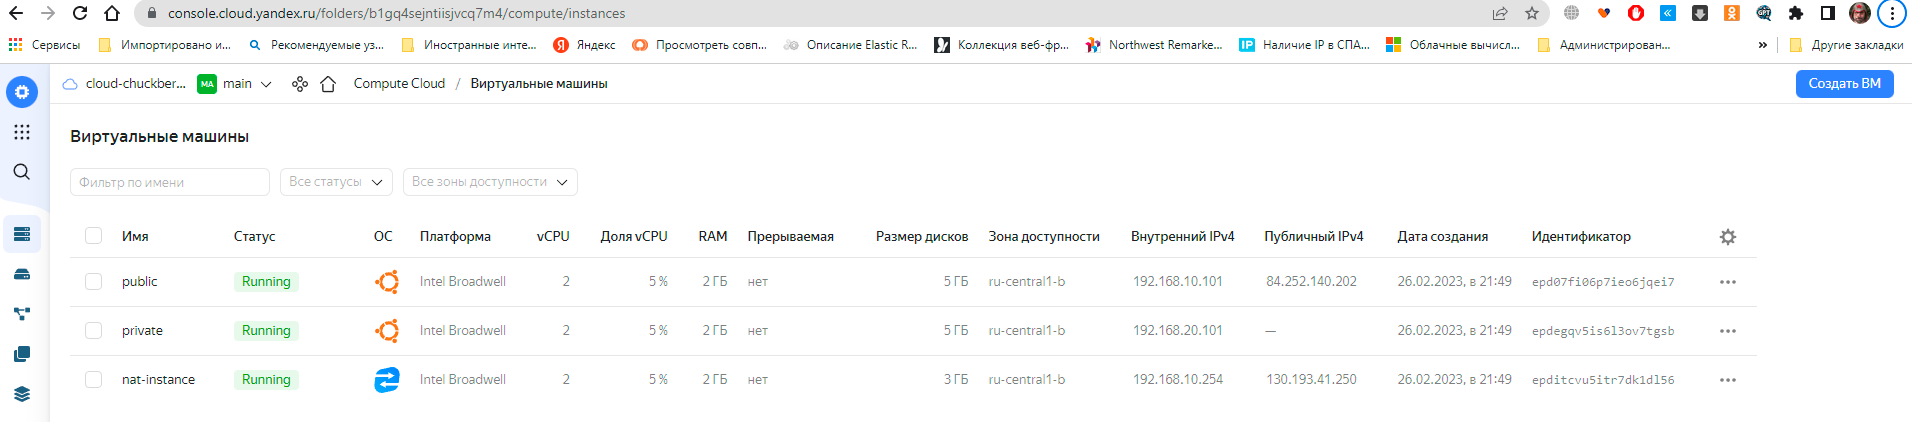 console.cloud.yandex.ru/folders/b1gq4sejntiisjvcq7m4/compute/instances
Сервисы Импортировано и... Рекомендуемые уз... Иностранные инте... Яндекс Просмотреть совп... Описание Elastic R... Коллекция веб-фр... Northwest Remarke... IP Наличие IP в СПА... Облачные вычисл... Администрирован... » Другие закладки
cloud-chuckber... MA main Compute Cloud / Виртуальные машины Создать ВМ
Виртуальные машины
Фильтр по имени Все статусы Все зоны доступности
Имя Статус ОС Платформа vCPU Доля vCPU RAM Прерываемая Размер дисков Зона доступности Внутренний IPv4 Публичный IPv4 Дата создания Идентификатор
public Running Intel Broadwell 2 5 % 2 ГБ нет 5 ГБ ru-central1-b 192.168.10.101 84.252.140.202 26.02.2023, в 21:49 epd07fi06p7ieo6jqei7
private Running Intel Broadwell 2 5 % 2 ГБ нет 5 ГБ ru-central1-b 192.168.20.101 — 26.02.2023, в 21:49 epdegqv5is6l3ov7tgsb
nat-instance Running Intel Broadwell 2 5 % 2 ГБ нет 3 ГБ ru-central1-b 192.168.10.254 130.193.41.250 26.02.2023, в 21:49 epditcvu5itr7dk1dl56